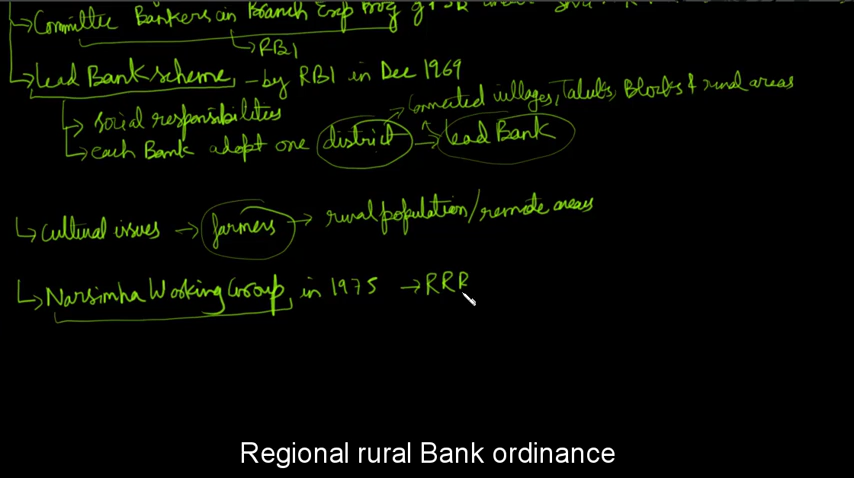 ↳ Committee Bankers in Branch Exp Prog
↳ RBI
↳ lead Bank scheme, - by RBI in Dec 1969
↳ social responsibilities
connected villages, Taluks, Blocks & rural areas
↳ each Bank adopt one district → lead Bank
↳ cultural issues → farmers → rural population/remote areas
↳ Narsimha Working Group, in 1975 → RRR
Regional rural Bank ordinance